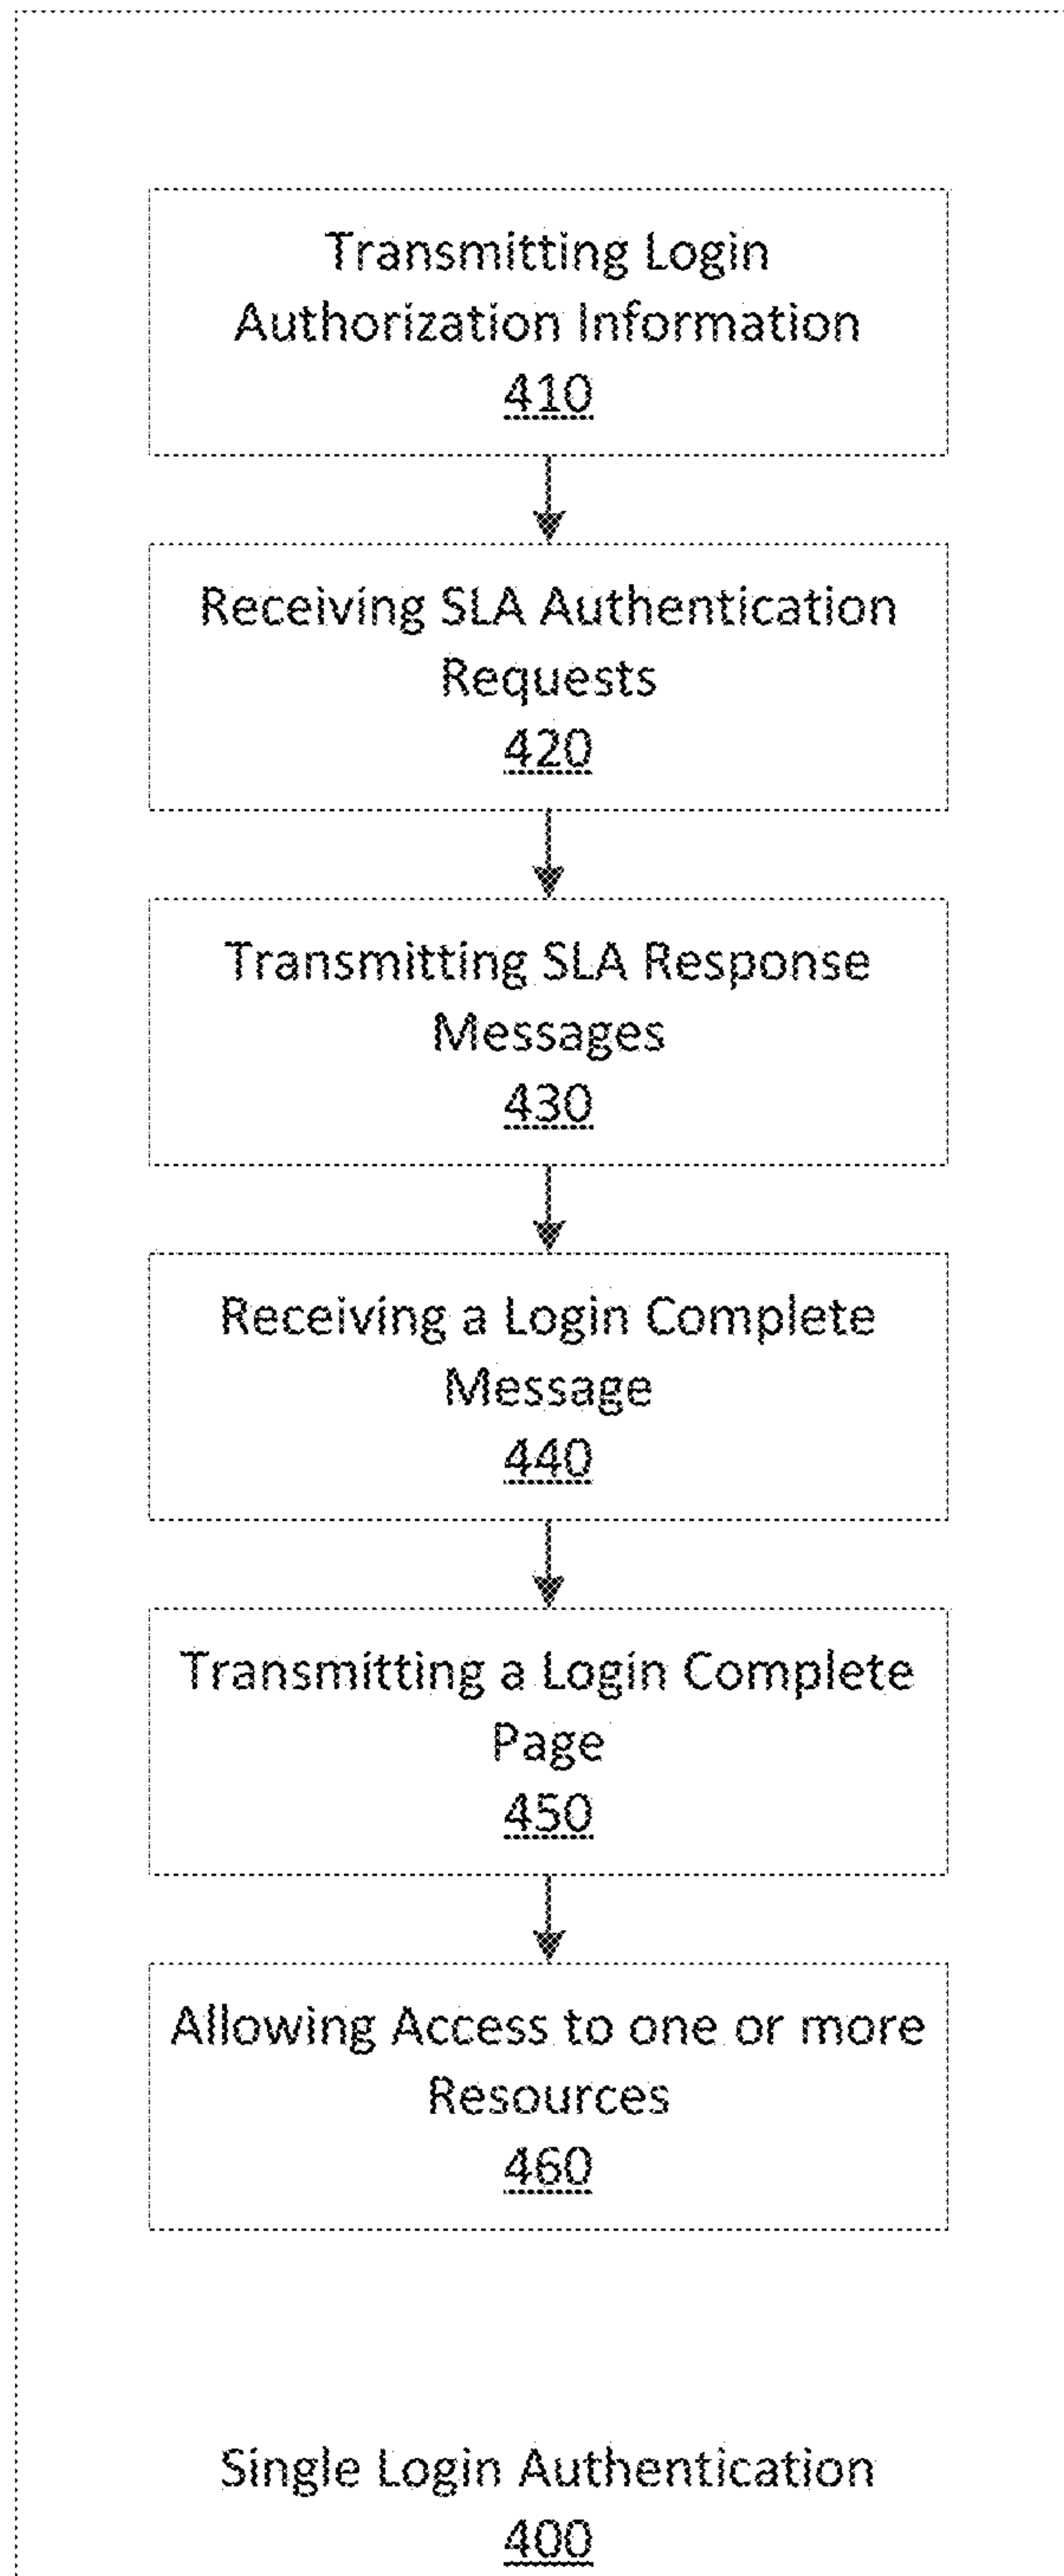 Transmitting Login
Authorization Information
410
Receiving SLA Authentication
Requests
420
Transmitting SLA Response
Messages
430
Receiving a Login Complete
Message
440
Transmitting a Login Complete
Page
450
Allowing Access to one or more
Resources
460
Single Login Authentication
400